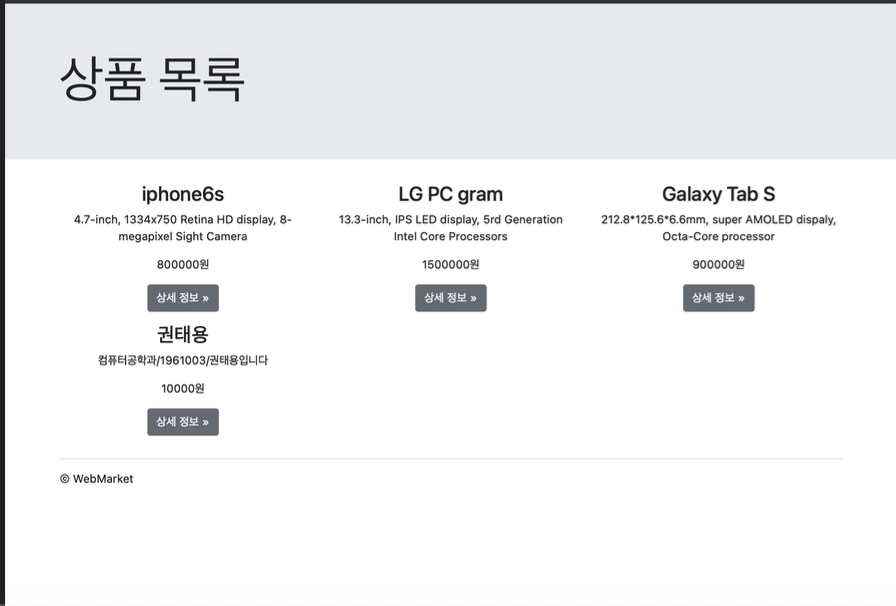 상품 목록
iphone6s
4.7-inch, 1334x750 Retina HD display, 8-
megapixel Sight Camera
800000원
상세 정보 »
LG PC gram
13.3-inch, IPS LED display, 5rd Generation
Intel Core Processors
1500000원
상세 정보 »
Galaxy Tab S
212.8*125.6*6.6mm, super AMOLED dispaly,
Octa-Core processor
900000원
상세 정보 »
권태용
컴퓨터공학과/1961003/권태용입니다
10000원
상세 정보 »
© WebMarket